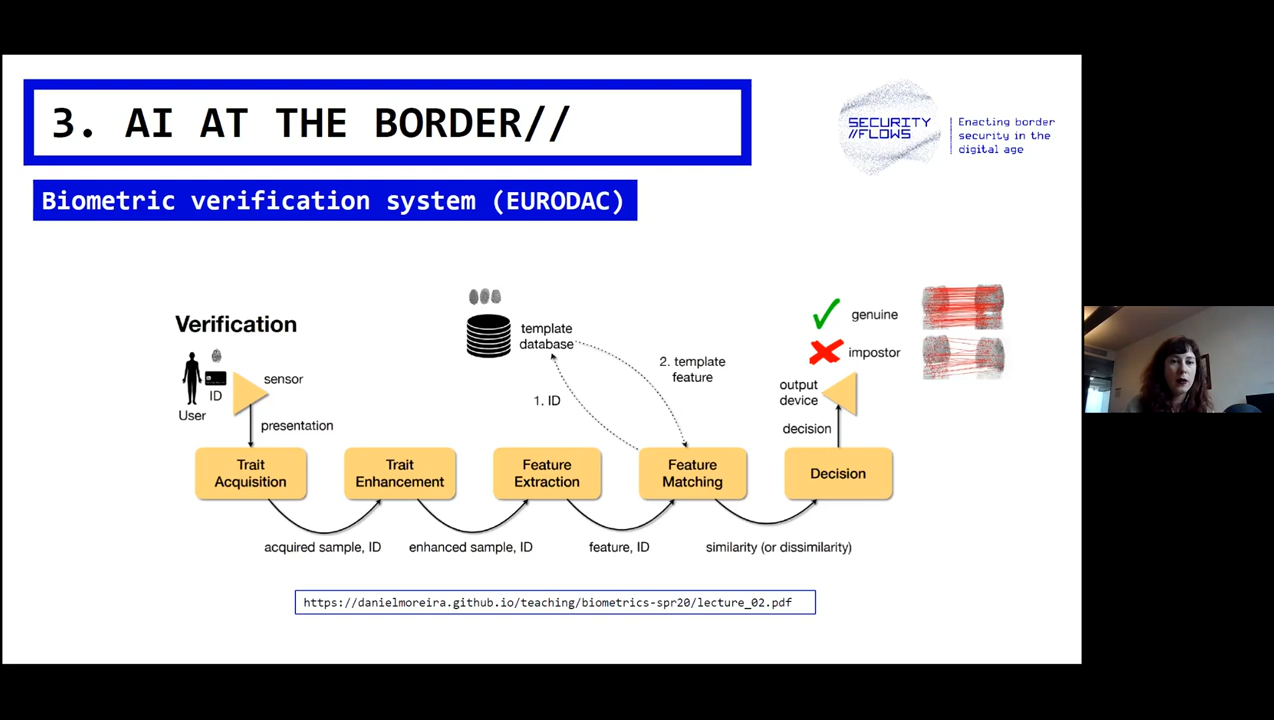 3. AI AT THE BORDER//
SECURITY
//FLOWS
Enacting border
security in the
digital age
Biometric verification system (EURODAC)
Verification
User
ID
sensor
presentation
template
database
1. ID
2. template
feature
genuine
impostor
output
device
decision
Trait
Acquisition
Trait
Enhancement
Feature
Extraction
Feature
Matching
Decision
acquired sample, ID
enhanced sample, ID
feature, ID
similarity (or dissimilarity)
https://danielmoreira.github.io/teaching/biometrics-spr20/lecture_02.pdf